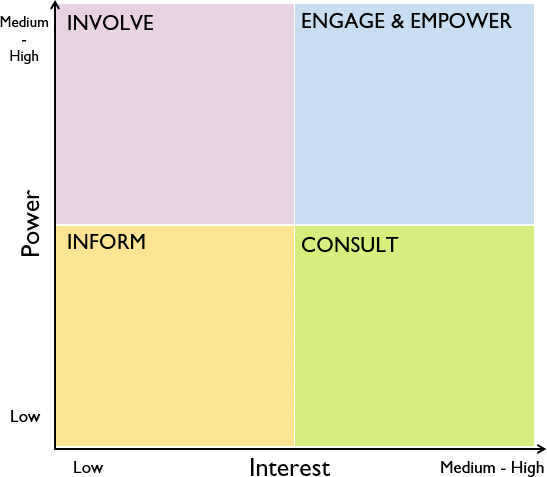 Medium
-
High
INVOLVE
ENGAGE & EMPOWER
Power
INFORM
CONSULT
Low
Low
Interest
Medium - High